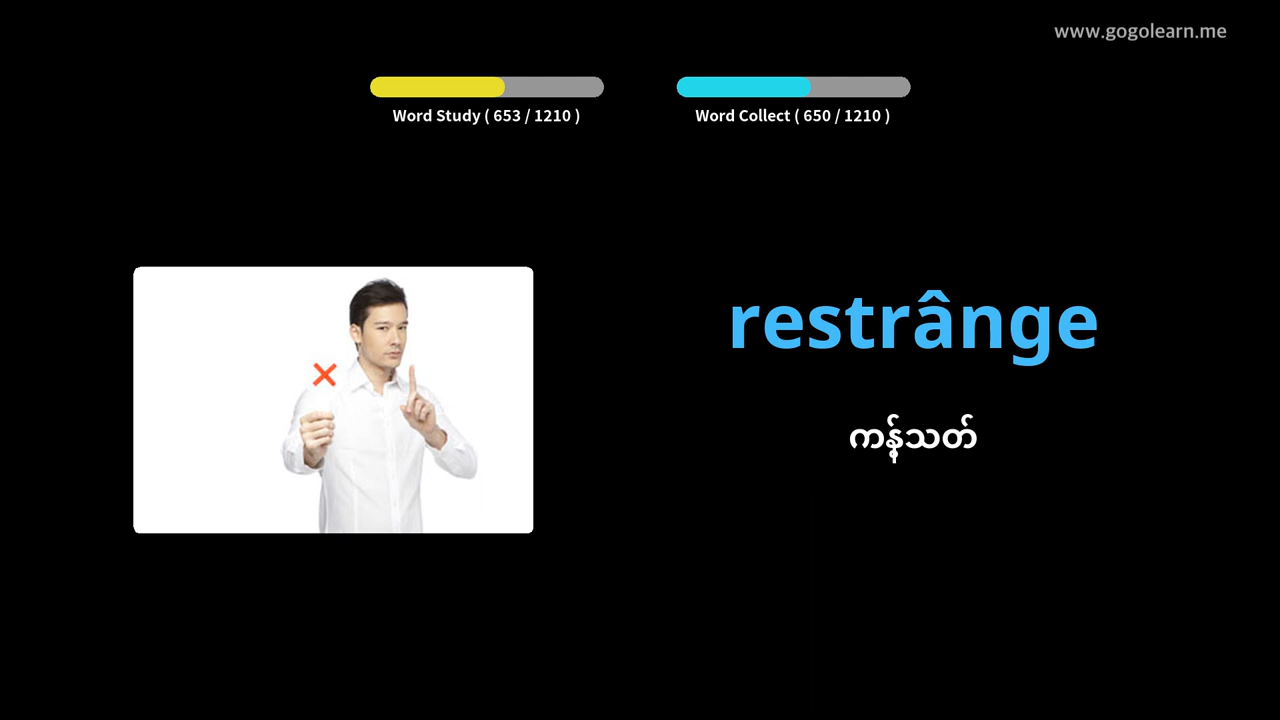 www.gogolearn.me
Word Study ( 653 / 1210 )
Word Collect ( 650 / 1210 )
restrânge
ကန့်သတ်